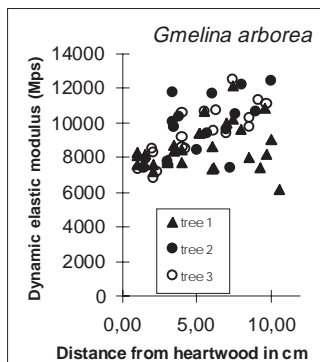 Gmelina arborea
Dynamic elastic modulus (Mps)
14000
12000
10000
8000
6000
4000
2000
0
tree 1
tree 2
tree 3
0,00 5,00 10,00
Distance from heartwood in cm